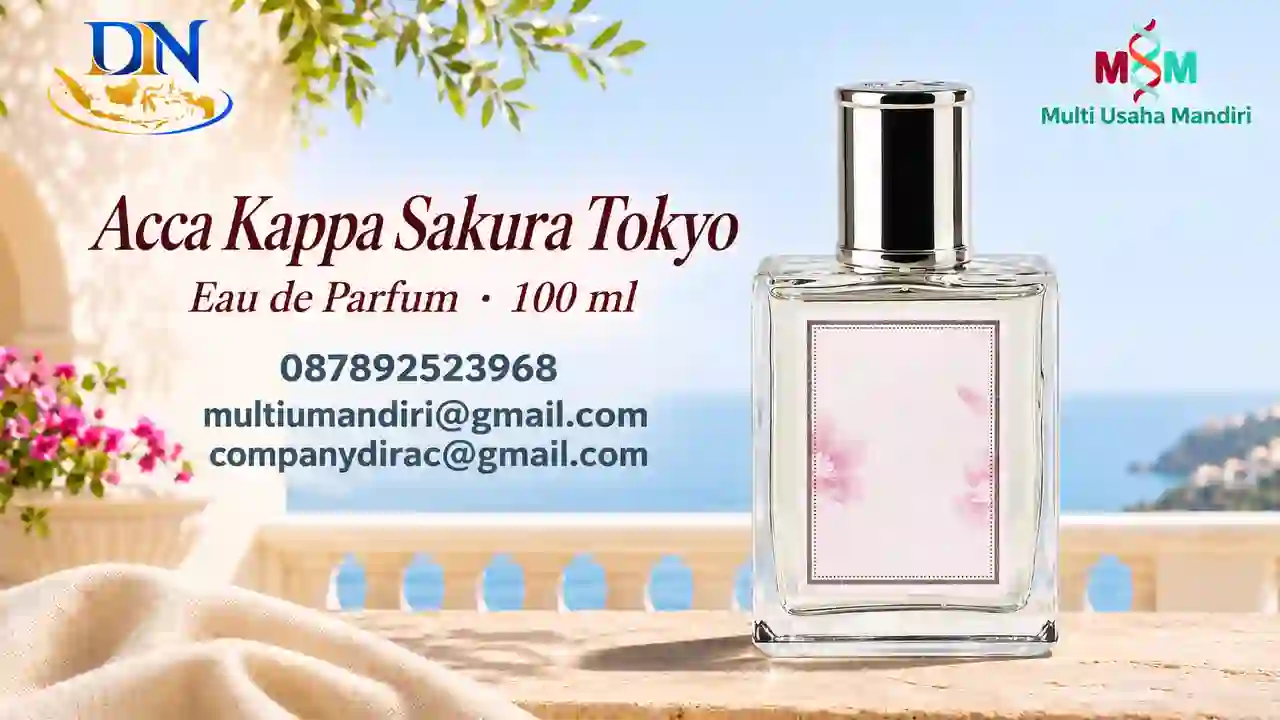 DN
MSM
Multi Usaha Mandiri
Acca Kappa Sakura Tokyo
Eau de Parfum • 100 ml
087892523968
multiumandiri@gmail.com
companydirac@gmail.com